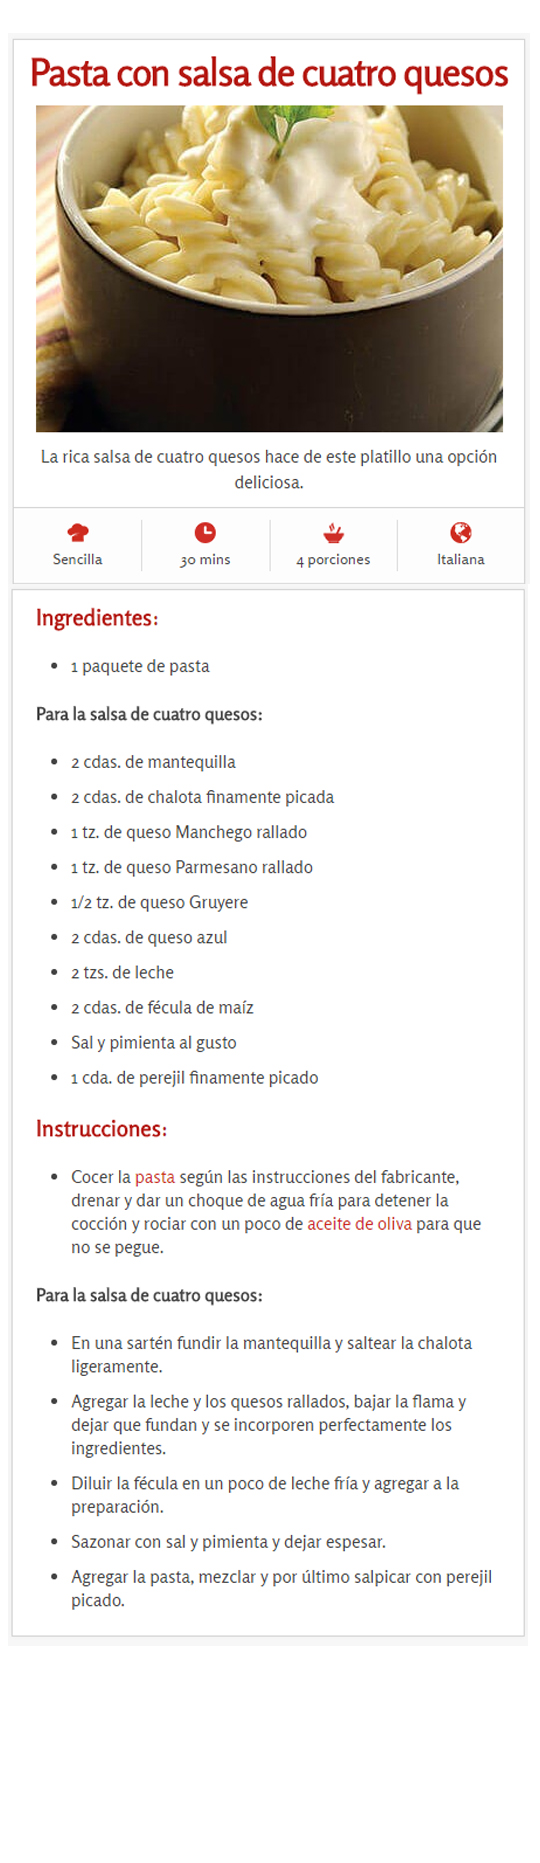 Pasta con salsa de cuatro quesos
La rica salsa de cuatro quesos hace de este platillo una opción
deliciosa.
Sencilla
30 mins
4 porciones
Italiana
Ingredientes:
• 1 paquete de pasta
Para la salsa de cuatro quesos:
• 2 cdas. de mantequilla
• 2 cdas. de chalota finamente picada
• 1 tz. de queso Manchego rallado
• 1 tz. de queso Parmesano rallado
• 1/2 tz. de queso Gruyere
• 2 cdas. de queso azul
• 2 tzs. de leche
• 2 cdas. de fécula de maíz
• Sal y pimienta al gusto
• 1 cda. de perejil finamente picado
Instrucciones:
• Cocer la pasta según las instrucciones del fabricante,
drenar y dar un choque de agua fría para detener la
cocción y rociar con un poco de aceite de oliva para que
no se pegue.
Para la salsa de cuatro quesos:
• En una sartén fundir la mantequilla y saltear la chalota
ligeramente.
• Agregar la leche y los quesos rallados, bajar la flama y
dejar que fundan y se incorporen perfectamente los
ingredientes.
• Diluir la fécula en un poco de leche fría y agregar a la
preparación.
• Sazonar con sal y pimienta y dejar espesar.
• Agregar la pasta, mezclar y por último salpicar con perejil
picado.